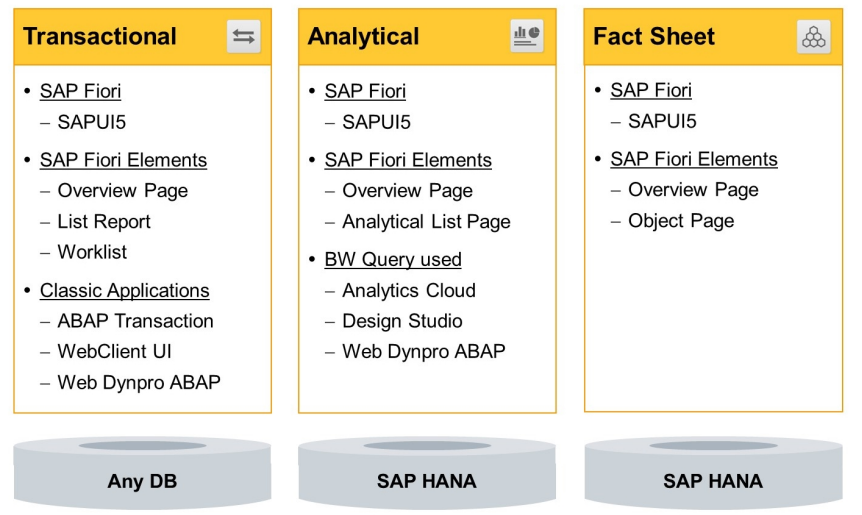 Transactional
• SAP Fiori
– SAPUI5
• SAP Fiori Elements
– Overview Page
– List Report
– Worklist
• Classic Applications
– ABAP Transaction
– WebClient UI
– Web Dynpro ABAP
Any DB
Analytical
• SAP Fiori
– SAPUI5
• SAP Fiori Elements
– Overview Page
– Analytical List Page
• BW Query used
– Analytics Cloud
– Design Studio
– Web Dynpro ABAP
SAP HANA
Fact Sheet
• SAP Fiori
– SAPUI5
• SAP Fiori Elements
– Overview Page
– Object Page
SAP HANA